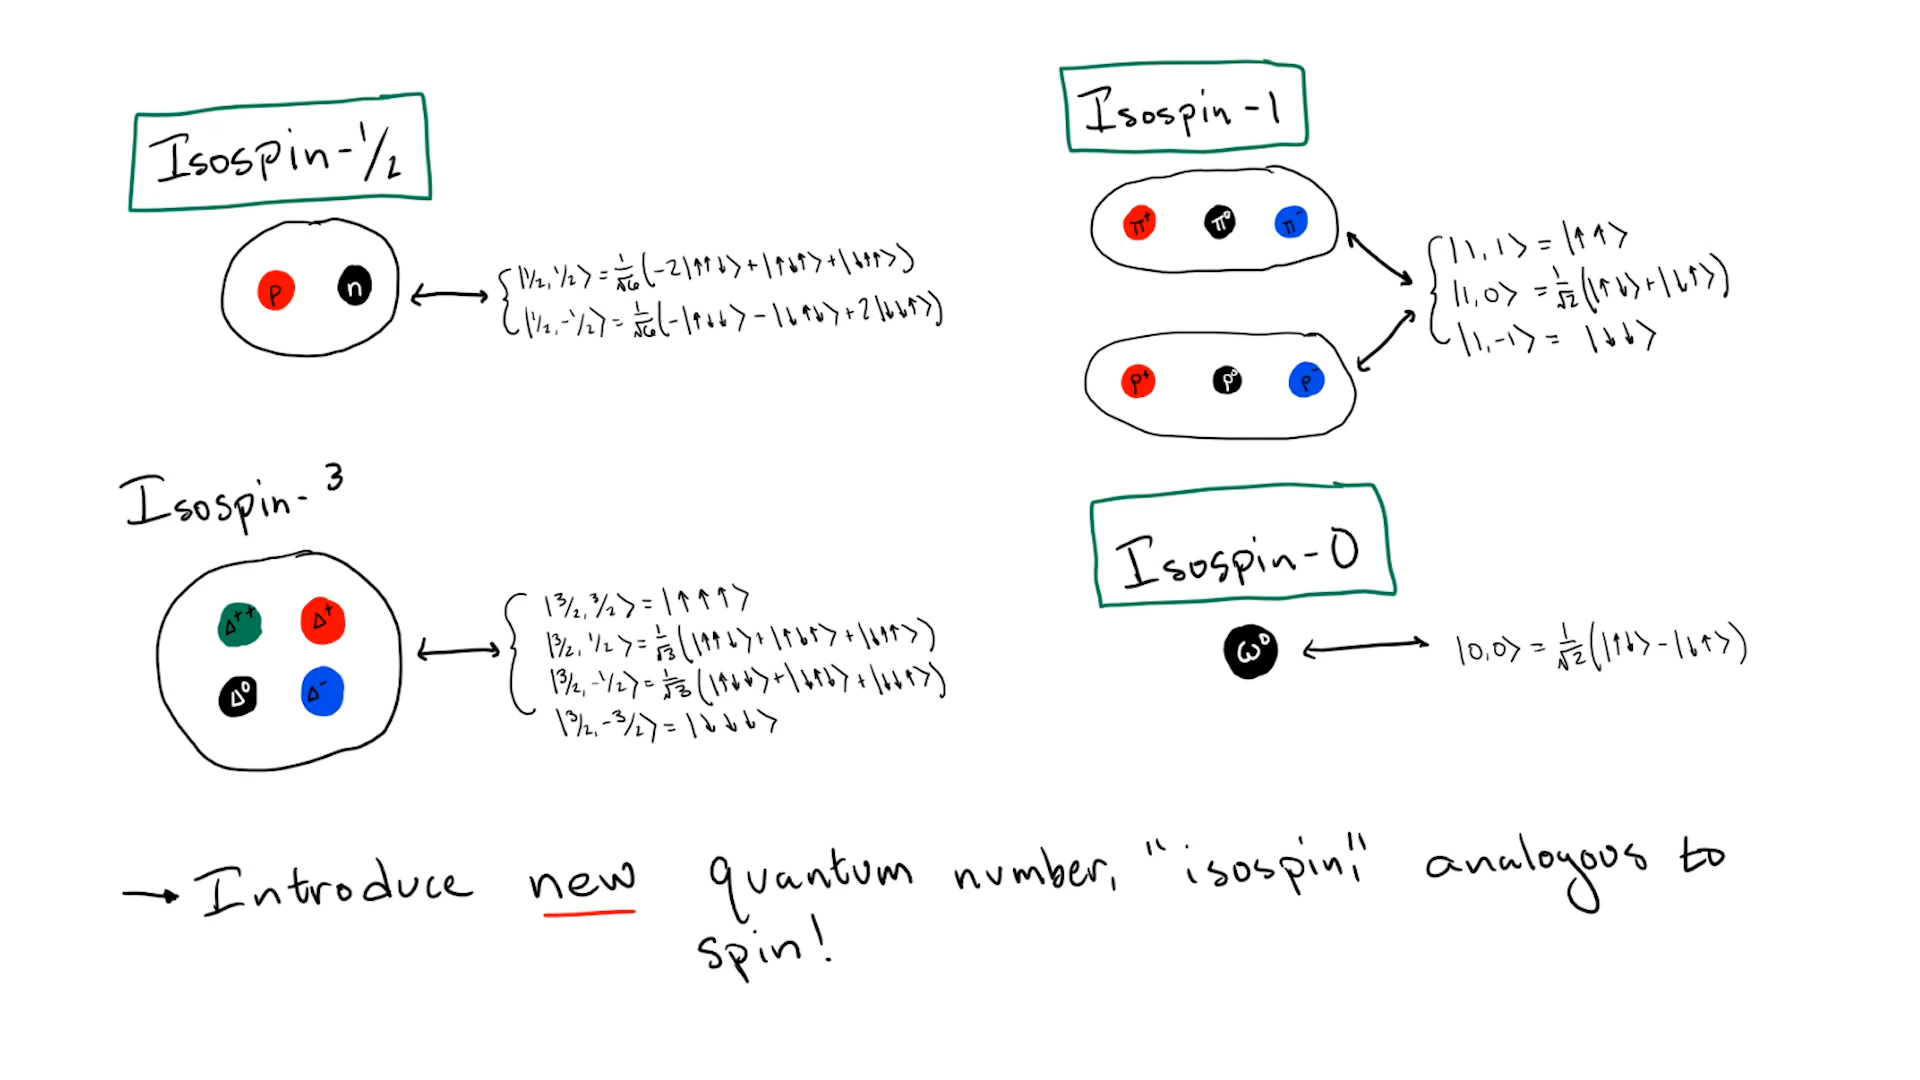 Isospin-1/2
p n
|1/2, 1/2⟩ = 1/√6 (-2|↑↑↓⟩+|↑↓↑⟩+|↓↑↑⟩)
|1/2, -1/2⟩ = 1/√6 (-|↑↓↓⟩-|↓↑↓⟩+2|↓↓↑⟩)
Isospin-3
Δ++ Δ+
Δ0 Δ-
|3/2, 3/2⟩ = |↑↑↑⟩
|3/2, 1/2⟩ = 1/√3 (|↑↑↓⟩+|↑↓↑⟩+|↓↑↑⟩)
|3/2, -1/2⟩ = 1/√3 (|↑↓↓⟩+|↓↑↓⟩+|↓↓↑⟩)
|3/2, -3/2⟩ = |↓↓↓⟩
Isospin-1
π+ π0 π-
ρ+ ρ0 ρ-
|1,1⟩ = |↑↑⟩
|1,0⟩ = 1/√2 (|↑↓⟩+|↓↑⟩)
|1,-1⟩ = |↓↓⟩
Isospin-0
ω0
|0,0⟩ = 1/√2 (|↑↓⟩-|↓↑⟩)
→ Introduce new quantum number, "isospin," analogous to
spin!